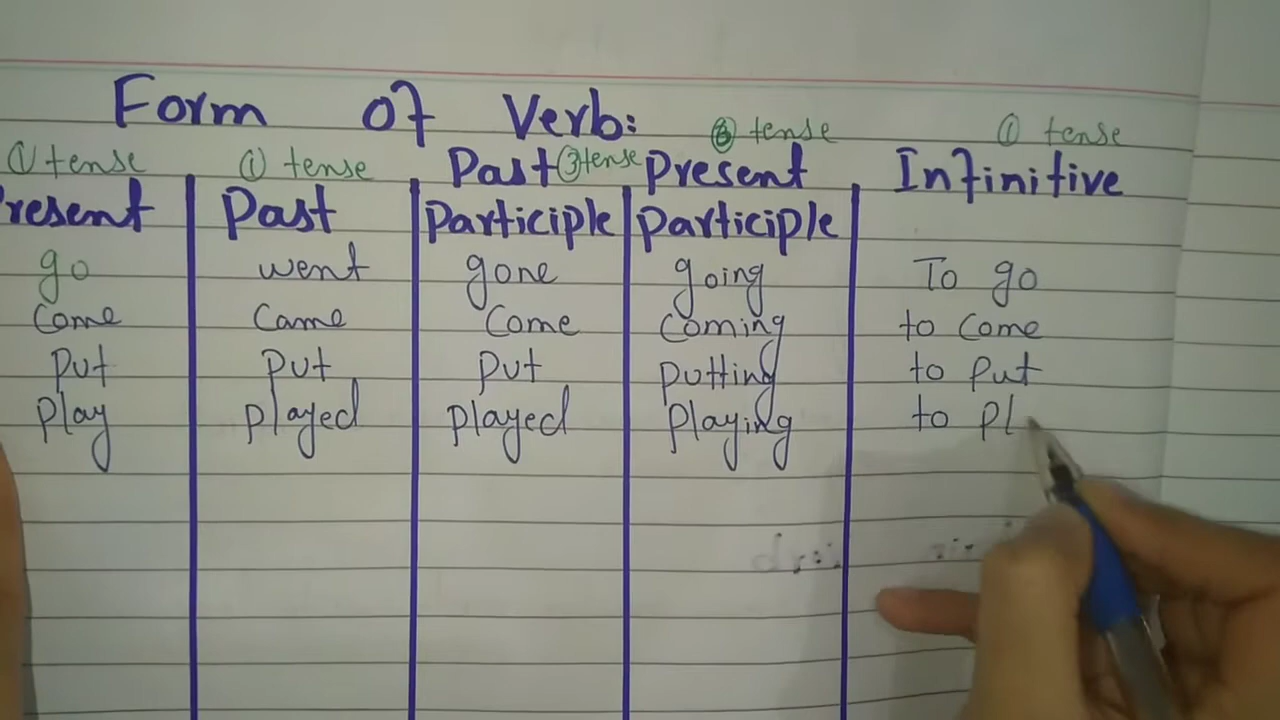 Form Of Verb:
① tense ① tense ③ tense tense ① tense
resent Past Past Participle Present Participle Infinitive
go went gone going To go
Come Came Come Coming to Come
Put Put Put Putting to Put
Play Played Played Playing to Pl